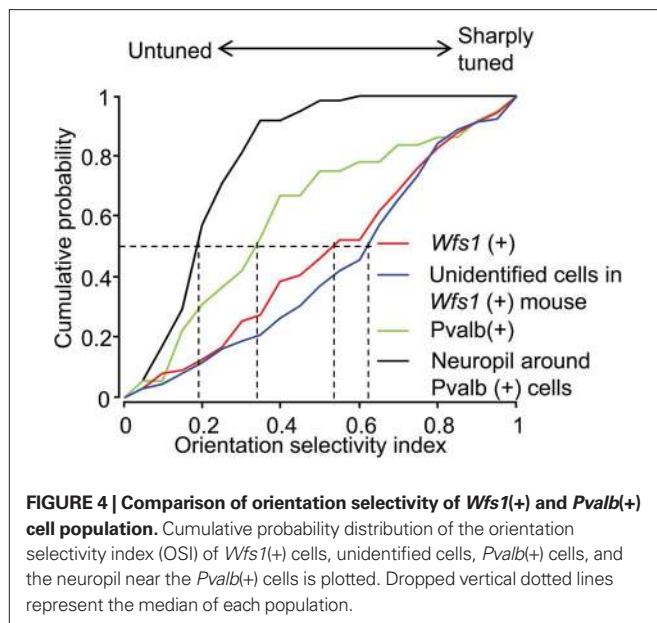 Untuned
Sharply
tuned
1
0.8
0.6
0.4
0.2
0
Cumulative probability
Wfs1 (+)
Unidentified cells in
Wfs1 (+) mouse
Pvalb(+)
Neuropil around
Pvalb (+) cells
0 0.2 0.4 0.6 0.8 1
Orientation selectivity index
FIGURE 4 | Comparison of orientation selectivity of Wfs1(+) and Pvalb(+)
cell population. Cumulative probability distribution of the orientation
selectivity index (OSI) of Wfs1(+) cells, unidentified cells, Pvalb(+) cells, and
the neuropil near the Pvalb(+) cells is plotted. Dropped vertical dotted lines
represent the median of each population.